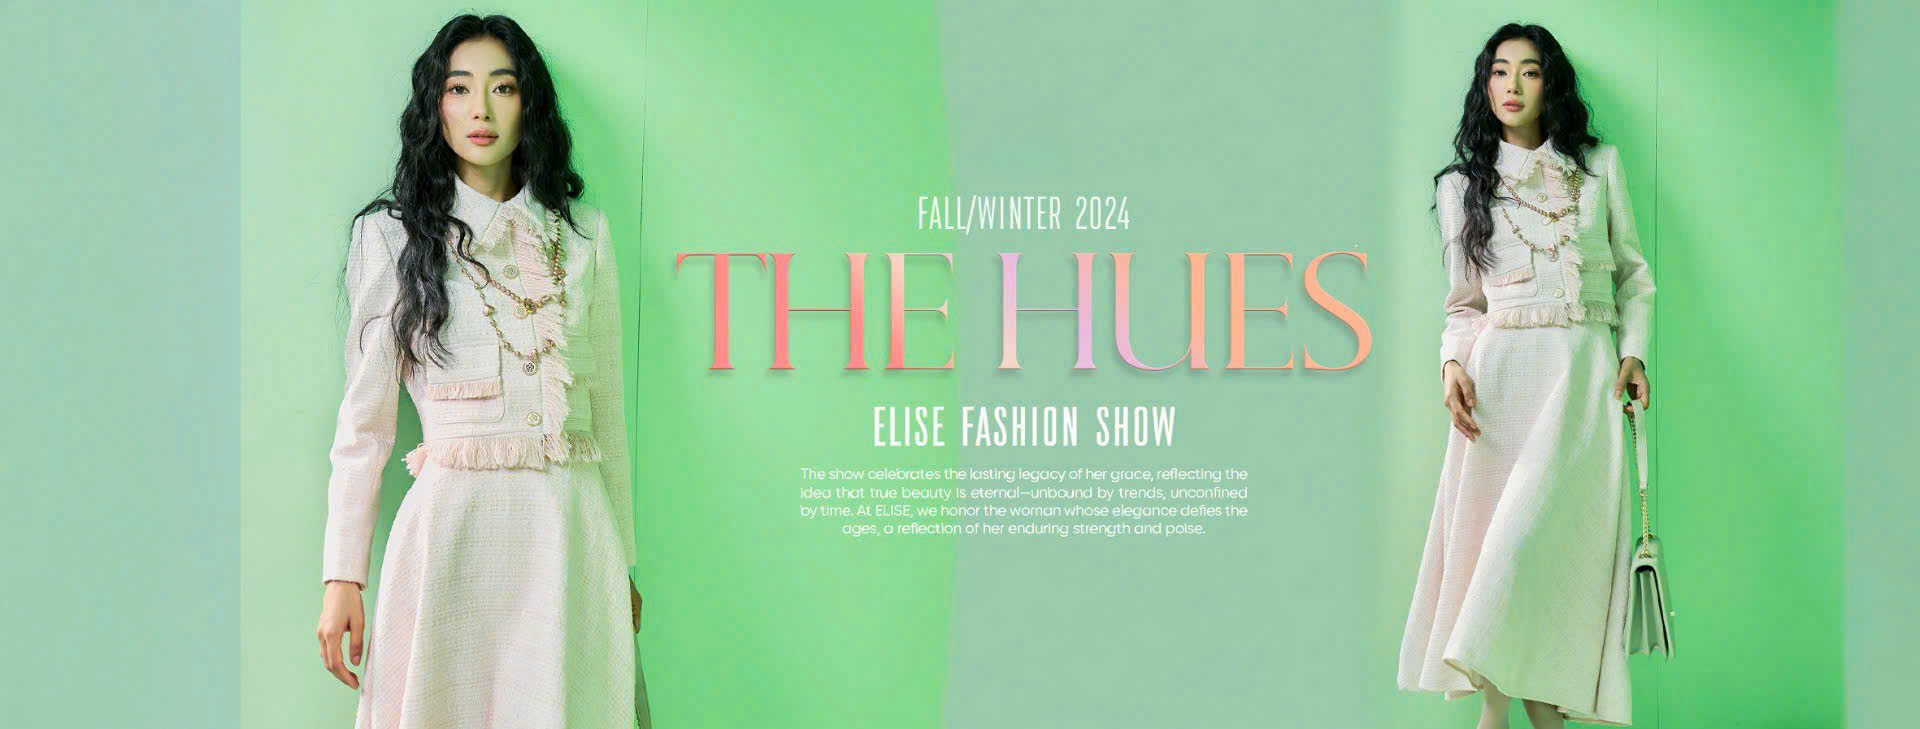 FALL/WINTER 2024
THE HUES
ELISE FASHION SHOW
The show celebrates the lasting legacy of her grace, reflecting the
idea that true beauty is eternal—unbound by trends, unconfined
by time. At ELISE, we honor the woman whose elegance defies the
ages, a reflection of her enduring strength and poise.